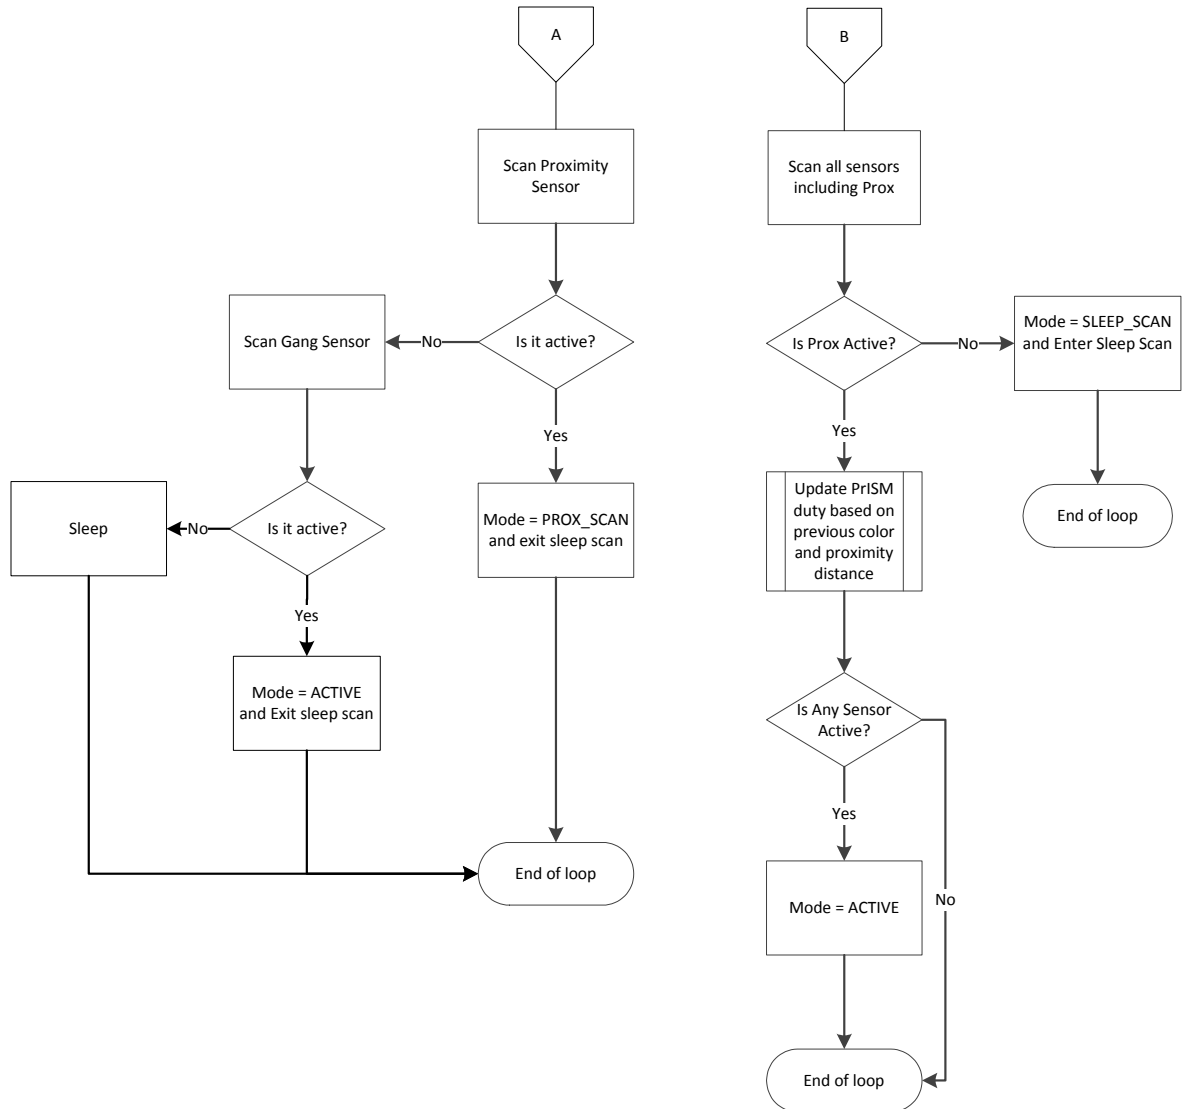 A
Scan Proximity
Sensor
Is it active?
No
Scan Gang Sensor
Yes
Mode = PROX_SCAN
and exit sleep scan
Is it active?
No
Sleep
Yes
Mode = ACTIVE
and Exit sleep scan
End of loop
B
Scan all sensors
including Prox
Is Prox Active?
No
Mode = SLEEP_SCAN
and Enter Sleep Scan
End of loop
Yes
Update PrISM
duty based on
previous color
and proximity
distance
Is Any Sensor
Active?
Yes
No
Mode = ACTIVE
End of loop